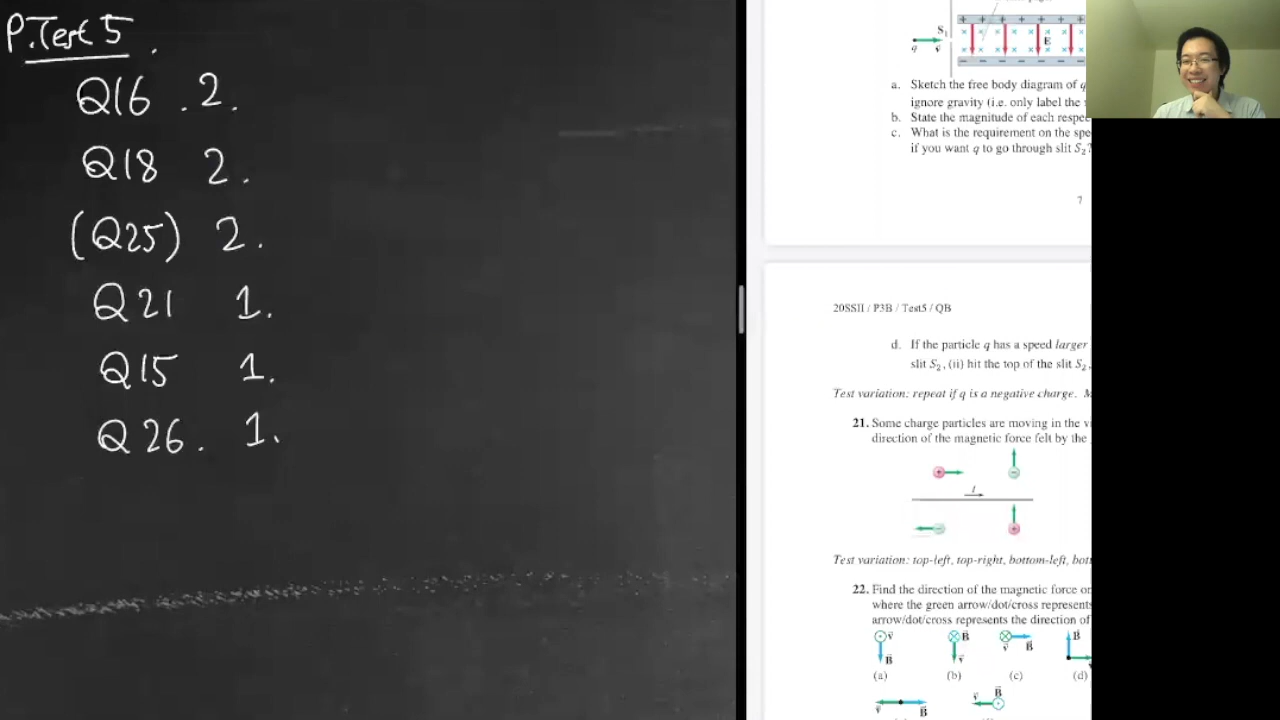 P.Test 5.
Q16 . 2.
Q18 2.
(Q25) 2.
Q21 1.
Q15 1.
Q26. 1.
+ + + + + + +
S₁
q v⃗
E
− − − − − − −
a. Sketch the free body diagram of q
ignore gravity (i.e. only label the
b. State the magnitude of each respe
c. What is the requirement on the spe
if you want q to go through slit S₂?
7
20SSII / P3B / Test5 / QB
d. If the particle q has a speed larger
slit S₂, (ii) hit the top of the slit S₂,
Test variation: repeat if q is a negative charge.
21. Some charge particles are moving in the
direction of the magnetic force felt by the
+ −
I
− +
Test variation: top-left, top-right, bottom-left,
22. Find the direction of the magnetic force on
where the green arrow/dot/cross represents
arrow/dot/cross represents the direction of
v⃗ B⃗ B⃗
B⃗ v⃗ v⃗ B⃗
(a) (b) (c) (d)
v⃗ B⃗ v⃗ B⃗